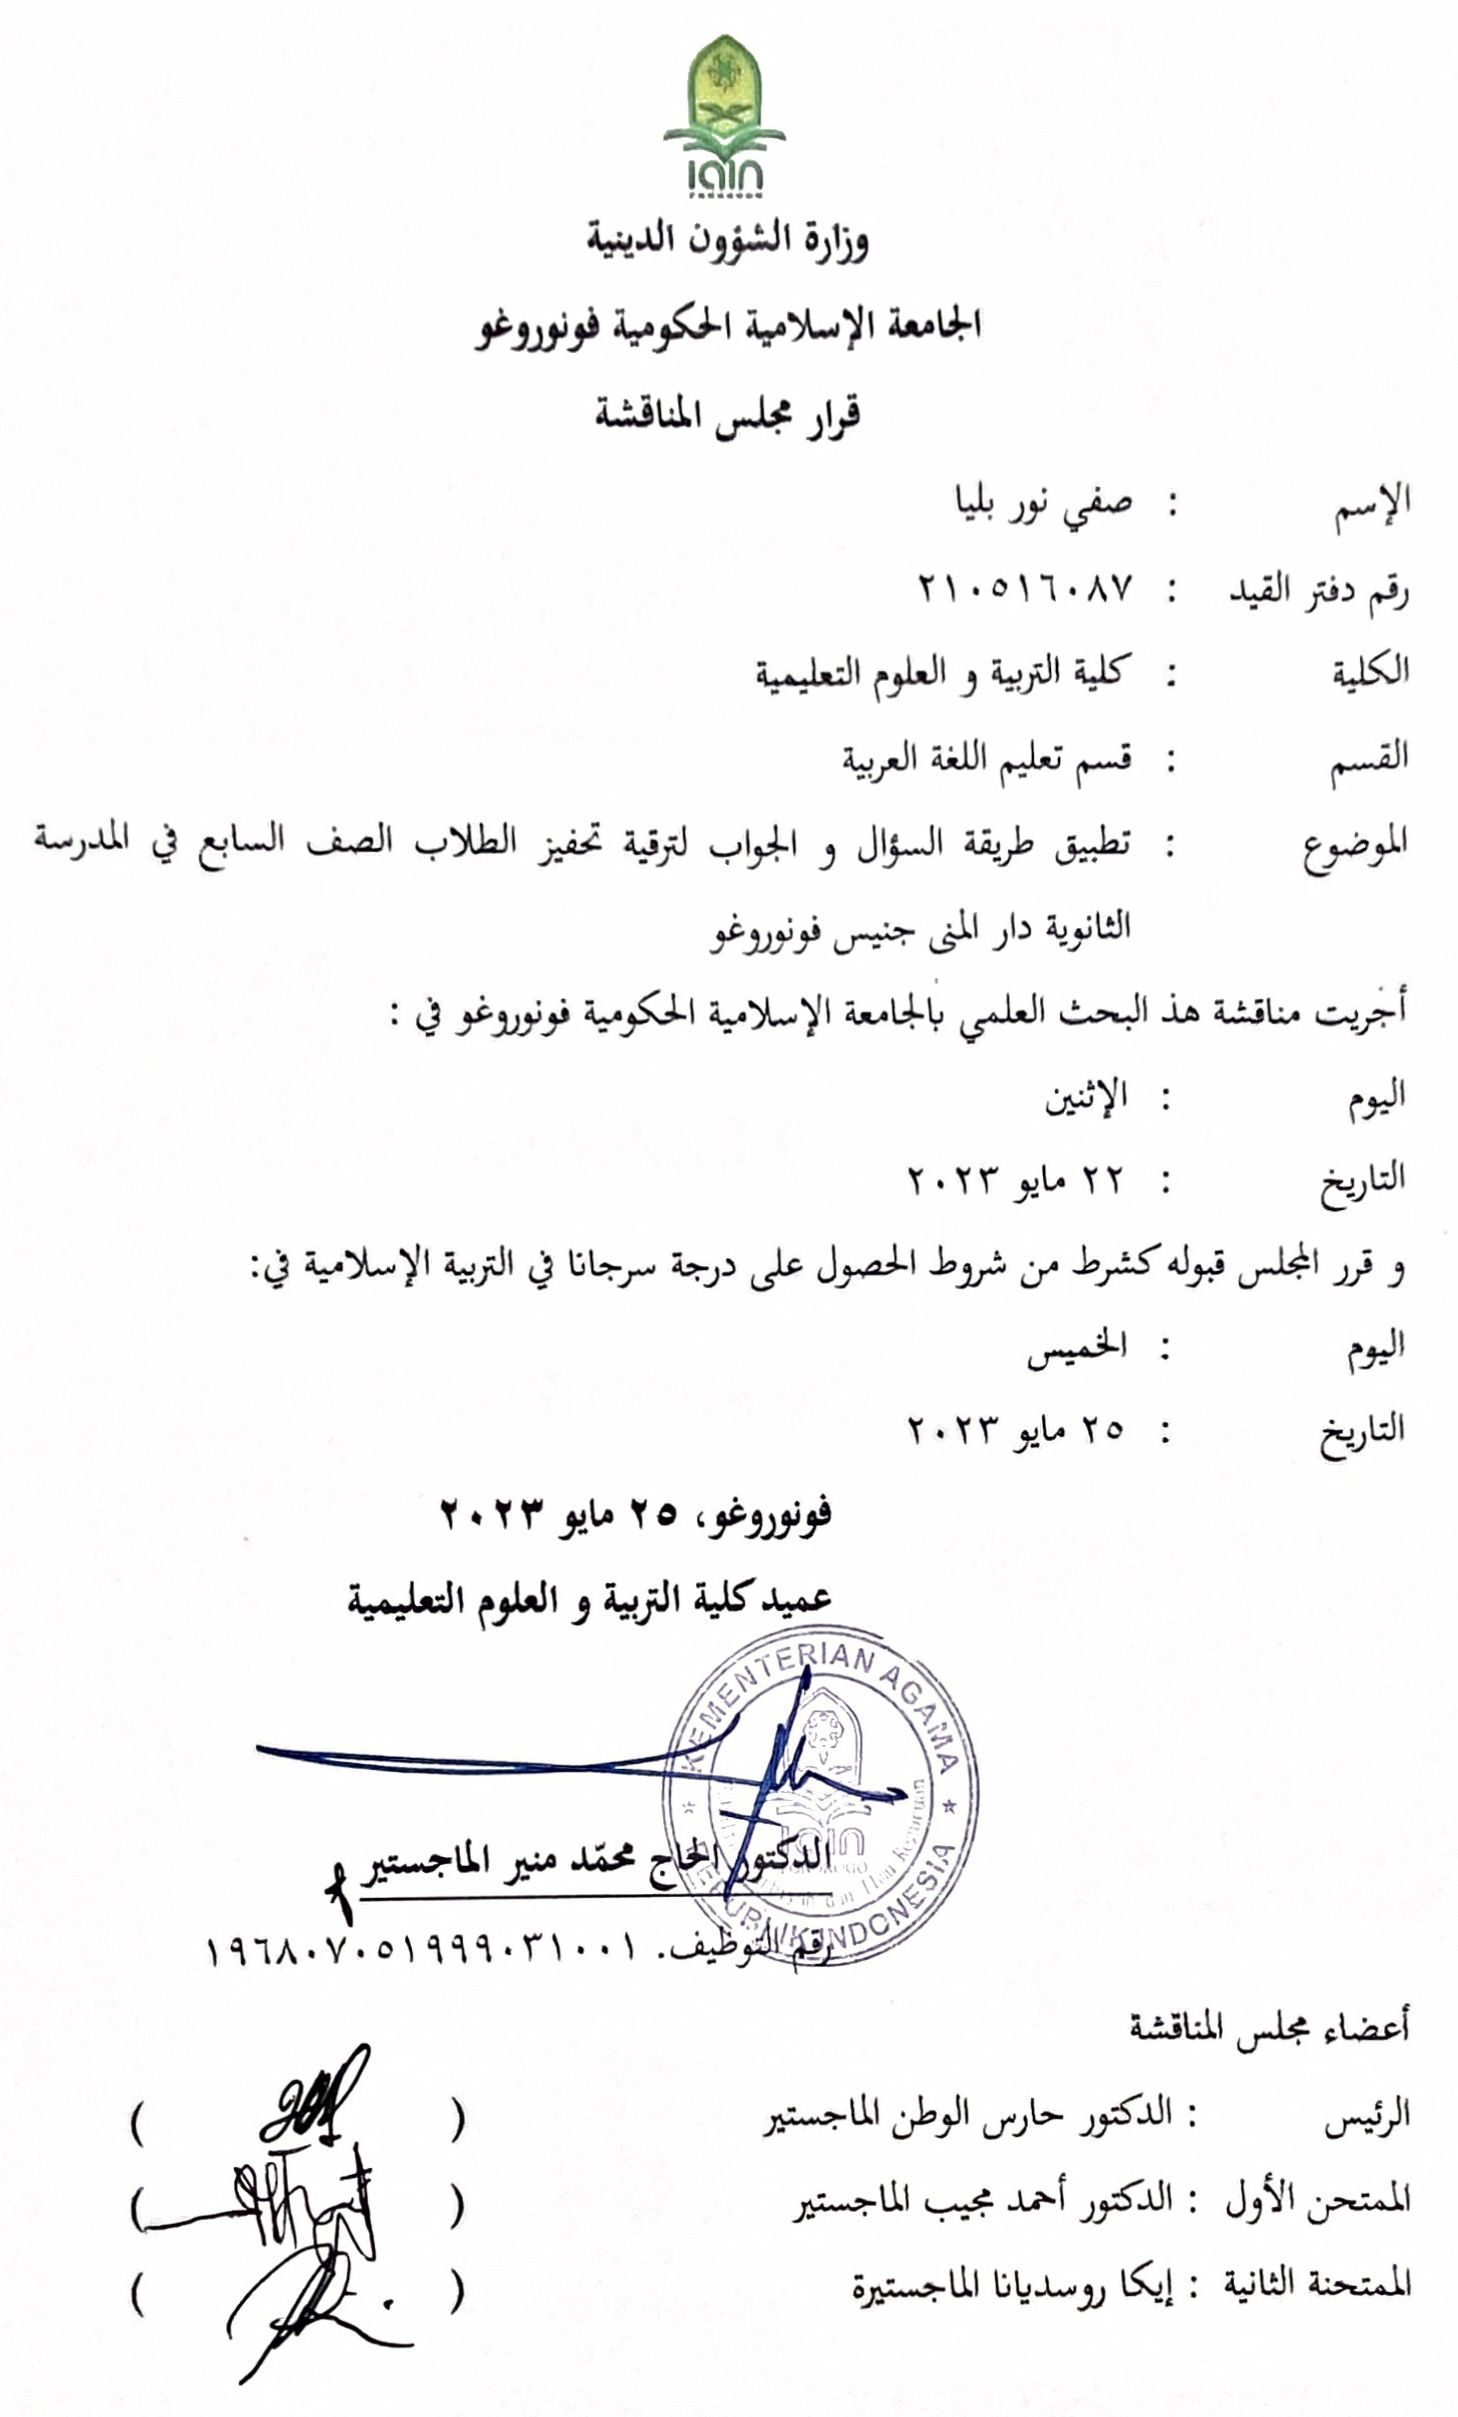 iain
PONOROGO
وزارة الشؤون الدينية
الجامعة الإسلامية الحكومية فونوروغو
قرار مجلس المناقشة
الإسم : صفي نور بليا
رقم دفتر القيد : ٢١٠٥١٦٠٨٧
الكلية : كلية التربية و العلوم التعليمية
القسم : قسم تعليم اللغة العربية
الموضوع : تطبيق طريقة السؤال و الجواب لترقية تحفيز الطلاب الصف السابع في المدرسة
الثانوية دار المنى جنيس فونوروغو
أجريت مناقشة هذ البحث العلمي بالجامعة الإسلامية الحكومية فونوروغو في :
اليوم : الإثنين
التاريخ : ٢٢ مايو ٢٠٢٣
و قرر المجلس قبوله كشرط من شروط الحصول على درجة سرجانا في التربية الإسلامية في:
اليوم : الخميس
التاريخ : ٢٥ مايو ٢٠٢٣
فونوروغو، ٢٥ مايو ٢٠٢٣
عميد كلية التربية و العلوم التعليمية
KEMENTERIAN AGAMA
REPUBLIK INDONESIA
iain
الدكتور الحاج محمّد منير الماجستير
رقم التوظيف. ١٩٦٨٠٧٠٥١٩٩٩٠٣١٠٠١
أعضاء مجلس المناقشة
الرئيس : الدكتور حارس الوطن الماجستير ( )
الممتحن الأول : الدكتور أحمد مجيب الماجستير ( )
الممتحنة الثانية : إيكا روسديانا الماجستيرة ( )